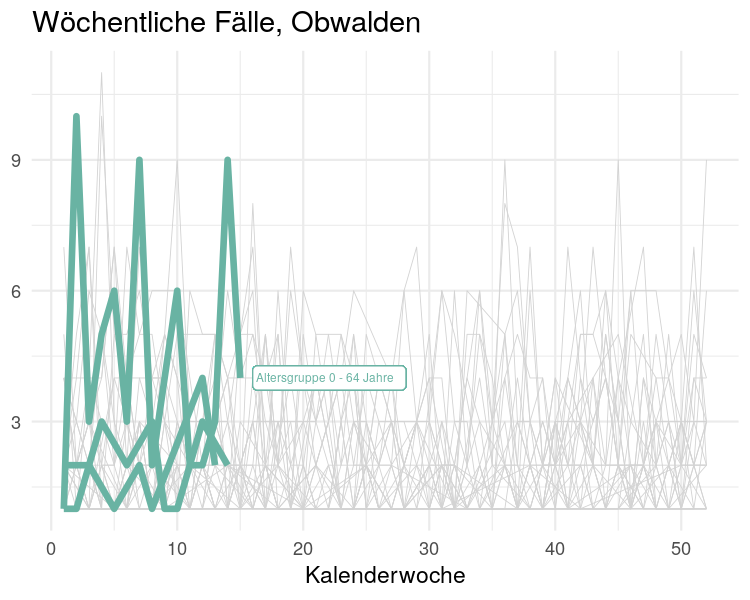 Wöchentliche Fälle, Obwalden
9
6
Altersgruppe 0 - 64 Jahre
3
0 10 20 30 40 50
Kalenderwoche